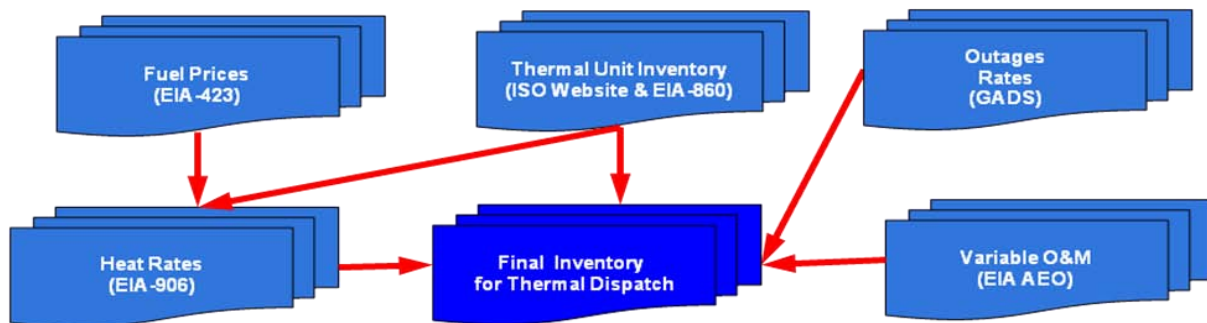 Fuel Prices
(EIA-423)
Thermal Unit Inventory
(ISO Website & EIA-860)
Outages
Rates
(GADS)
Heat Rates
(EIA-906)
Final Inventory
for Thermal Dispatch
Variable O&M
(EIA AEO)